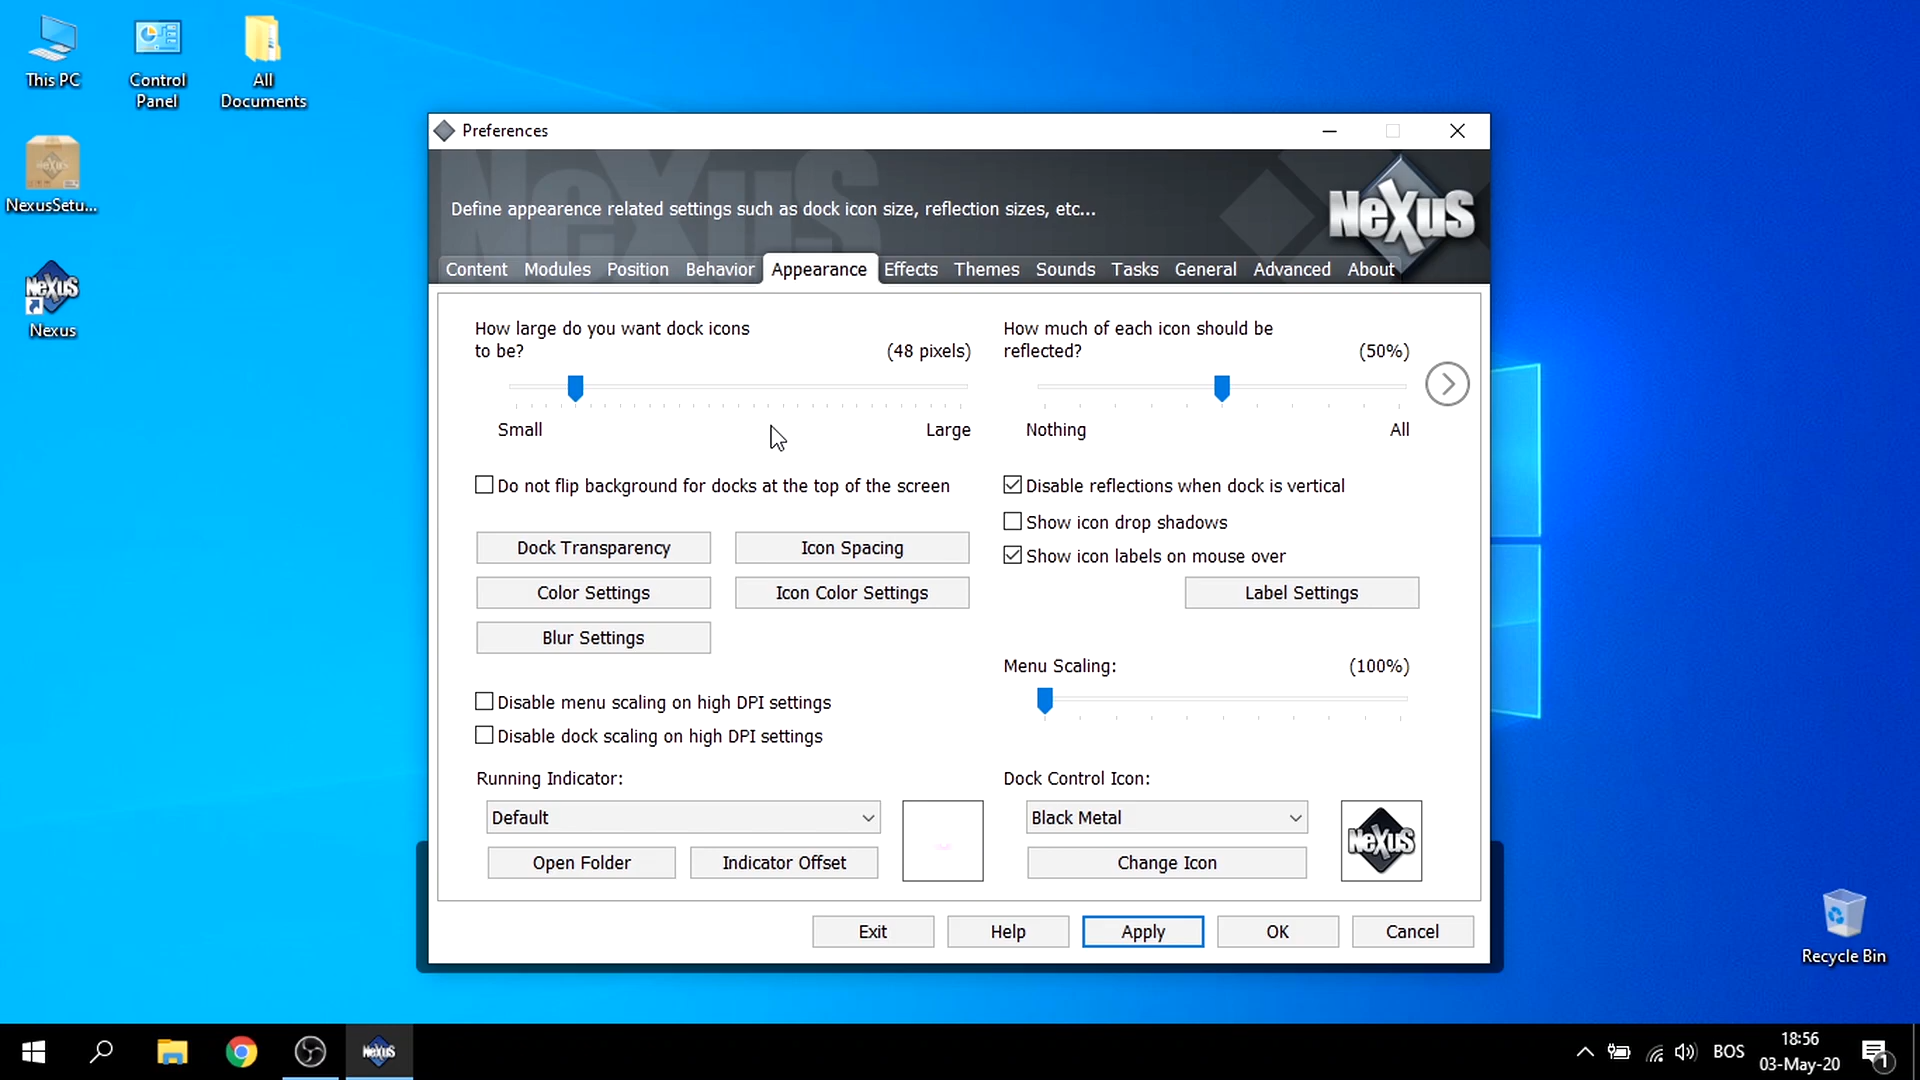 This PC
Control
Panel
All
Documents
NexusSetu...
NeXuS
Nexus
Preferences
NeXuS
Define appearence related settings such as dock icon size, reflection sizes, etc...
NeXuS
Content Modules Position Behavior Appearance Effects Themes Sounds Tasks General Advanced About
How large do you want dock icons
to be?
(48 pixels)
Small
Large
How much of each icon should be
reflected?
(50%)
Nothing
All
Do not flip background for docks at the top of the screen
Disable reflections when dock is vertical
Show icon drop shadows
Show icon labels on mouse over
Dock Transparency
Icon Spacing
Color Settings
Icon Color Settings
Label Settings
Blur Settings
Menu Scaling:
(100%)
Disable menu scaling on high DPI settings
Disable dock scaling on high DPI settings
Running Indicator:
Default
Open Folder
Indicator Offset
Dock Control Icon:
Black Metal
Change Icon
NeXuS
Exit
Help
Apply
OK
Cancel
Recycle Bin
NeXuS
BOS
18:56
03-May-20
1